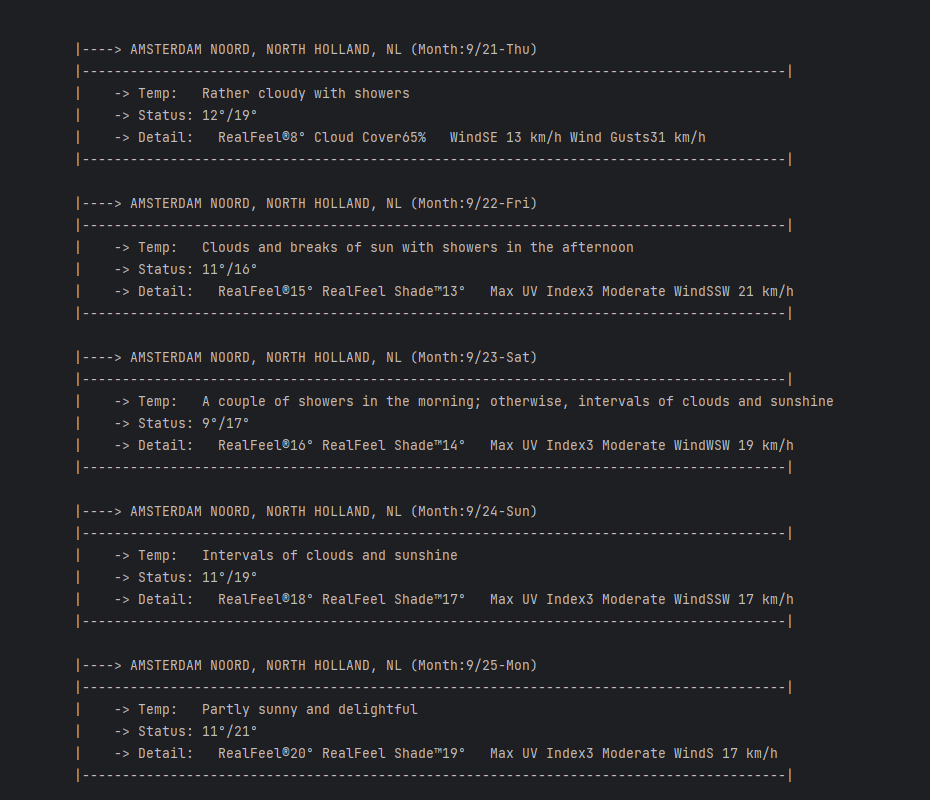 |----> AMSTERDAM NOORD, NORTH HOLLAND, NL (Month:9/21-Thu)
|----------------------------------------------------------------------------------------|
|    -> Temp:   Rather cloudy with showers
|    -> Status: 12°/19°
|    -> Detail:   RealFeel®8° Cloud Cover65%   WindSE 13 km/h Wind Gusts31 km/h
|----------------------------------------------------------------------------------------|
|----> AMSTERDAM NOORD, NORTH HOLLAND, NL (Month:9/22-Fri)
|----------------------------------------------------------------------------------------|
|    -> Temp:   Clouds and breaks of sun with showers in the afternoon
|    -> Status: 11°/16°
|    -> Detail:   RealFeel®15° RealFeel Shade™13°   Max UV Index3 Moderate WindSSW 21 km/h
|----------------------------------------------------------------------------------------|
|----> AMSTERDAM NOORD, NORTH HOLLAND, NL (Month:9/23-Sat)
|----------------------------------------------------------------------------------------|
|    -> Temp:   A couple of showers in the morning; otherwise, intervals of clouds and sunshine
|    -> Status: 9°/17°
|    -> Detail:   RealFeel®16° RealFeel Shade™14°   Max UV Index3 Moderate WindWSW 19 km/h
|----------------------------------------------------------------------------------------|
|----> AMSTERDAM NOORD, NORTH HOLLAND, NL (Month:9/24-Sun)
|----------------------------------------------------------------------------------------|
|    -> Temp:   Intervals of clouds and sunshine
|    -> Status: 11°/19°
|    -> Detail:   RealFeel®18° RealFeel Shade™17°   Max UV Index3 Moderate WindSSW 17 km/h
|----------------------------------------------------------------------------------------|
|----> AMSTERDAM NOORD, NORTH HOLLAND, NL (Month:9/25-Mon)
|----------------------------------------------------------------------------------------|
|    -> Temp:   Partly sunny and delightful
|    -> Status: 11°/21°
|    -> Detail:   RealFeel®20° RealFeel Shade™19°   Max UV Index3 Moderate WindS 17 km/h
|----------------------------------------------------------------------------------------|